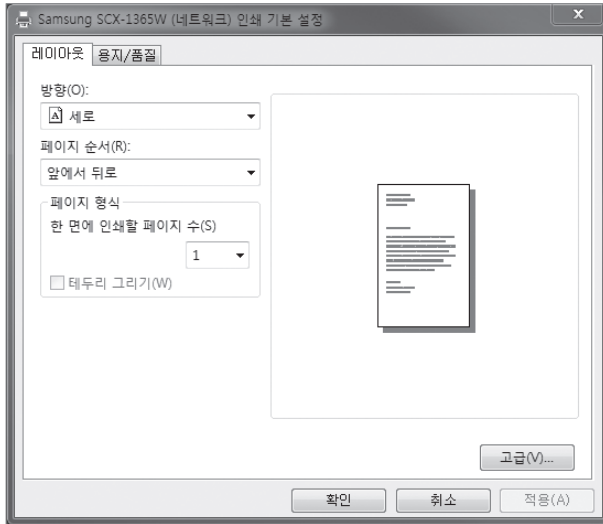 Samsung SCX-1365W (네트워크) 인쇄 기본 설정
레이아웃 용지/품질
방향(O):
A 세로
페이지 순서(R):
앞에서 뒤로
페이지 형식
한 면에 인쇄할 페이지 수(S)
1
테두리 그리기(W)
고급(V)...
확인 취소 적용(A)